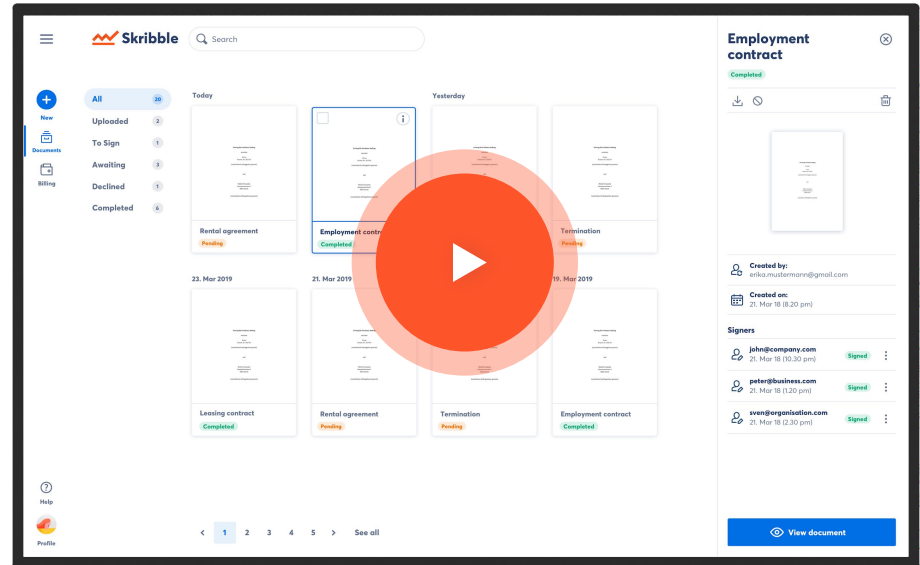 Skribble
Search
New
Documents
Billing
Help
Profile
All 20
Uploaded 2
To Sign 1
Awaiting 3
Declined 1
Completed 6
Today
Yesterday
Rental agreement
Pending
Employment contr
Completed
Termination
Pending
23. Mar 2019
21. Mar 2019
19. Mar 2019
Leasing contract
Completed
Rental agreement
Pending
Termination
Pending
Employment contract
Completed
< 1 2 3 4 5 > See all
Employment
contract
Completed
Created by:
erika.mustermann@gmail.com
Created on:
21. Mar 18 (8.20 pm)
Signers
john@company.com
21. Mar 18 (10.30 pm)
Signed
peter@business.com
21. Mar 18 (1.20 pm)
Signed
sven@organisation.com
21. Mar 18 (2.30 pm)
Signed
View document